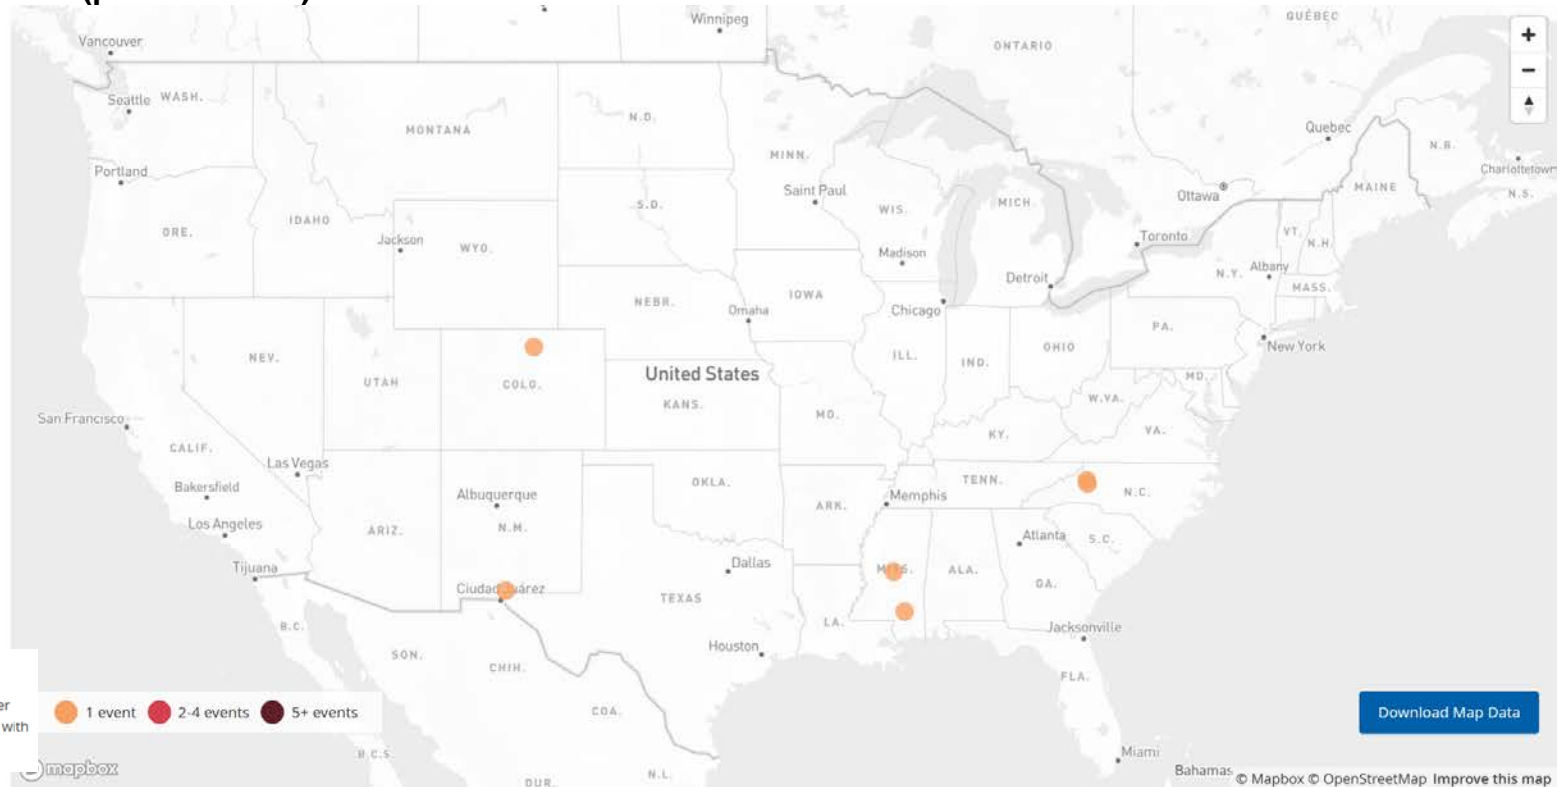 Winnipeg
QUÉBEC
Vancouver
ONTARIO
+
Seattle
WASH.
−
MONTANA
N.D.
Quebec
MINN.
N.B.
Portland
Charlottetown
Saint Paul
Ottawa
MAINE
N.S.
IDAHO
S.D.
WIS.
MICH.
ORE.
Jackson
WYO.
Toronto
VT.
N.H.
Madison
Albany
Detroit
N.Y.
MASS.
IOWA
NEBR.
Omaha
Chicago
PA.
New York
NEV.
ILL.
IND.
OHIO
UTAH
COLO.
United States
MD.
KANS.
W.VA.
MO.
San Francisco
KY.
VA.
CALIF.
Las Vegas
TENN.
OKLA.
Bakersfield
Albuquerque
Memphis
N.C.
ARK.
Los Angeles
ARIZ.
N.M.
Atlanta
S.C.
Tijuana
Dallas
MISS.
ALA.
GA.
Ciudad Juárez
TEXAS
B.C.
LA.
Jacksonville
SON.
Houston
CHIH.
FLA.
with
1 event
2-4 events
5+ events
COA.
Download Map Data
B.C.S.
Miami
mapbox
N.L.
Bahamas
DUR.
© Mapbox © OpenStreetMap Improve this map